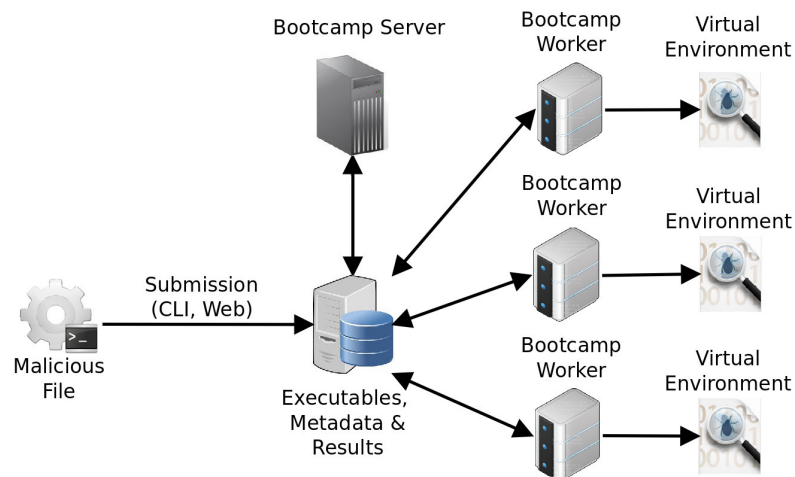 Bootcamp Server
Bootcamp
Worker
Virtual
Environment
Bootcamp
Worker
Virtual
Environment
Submission
(CLI, Web)
>_
Malicious
File
Executables,
Metadata &
Results
Bootcamp
Worker
Virtual
Environment